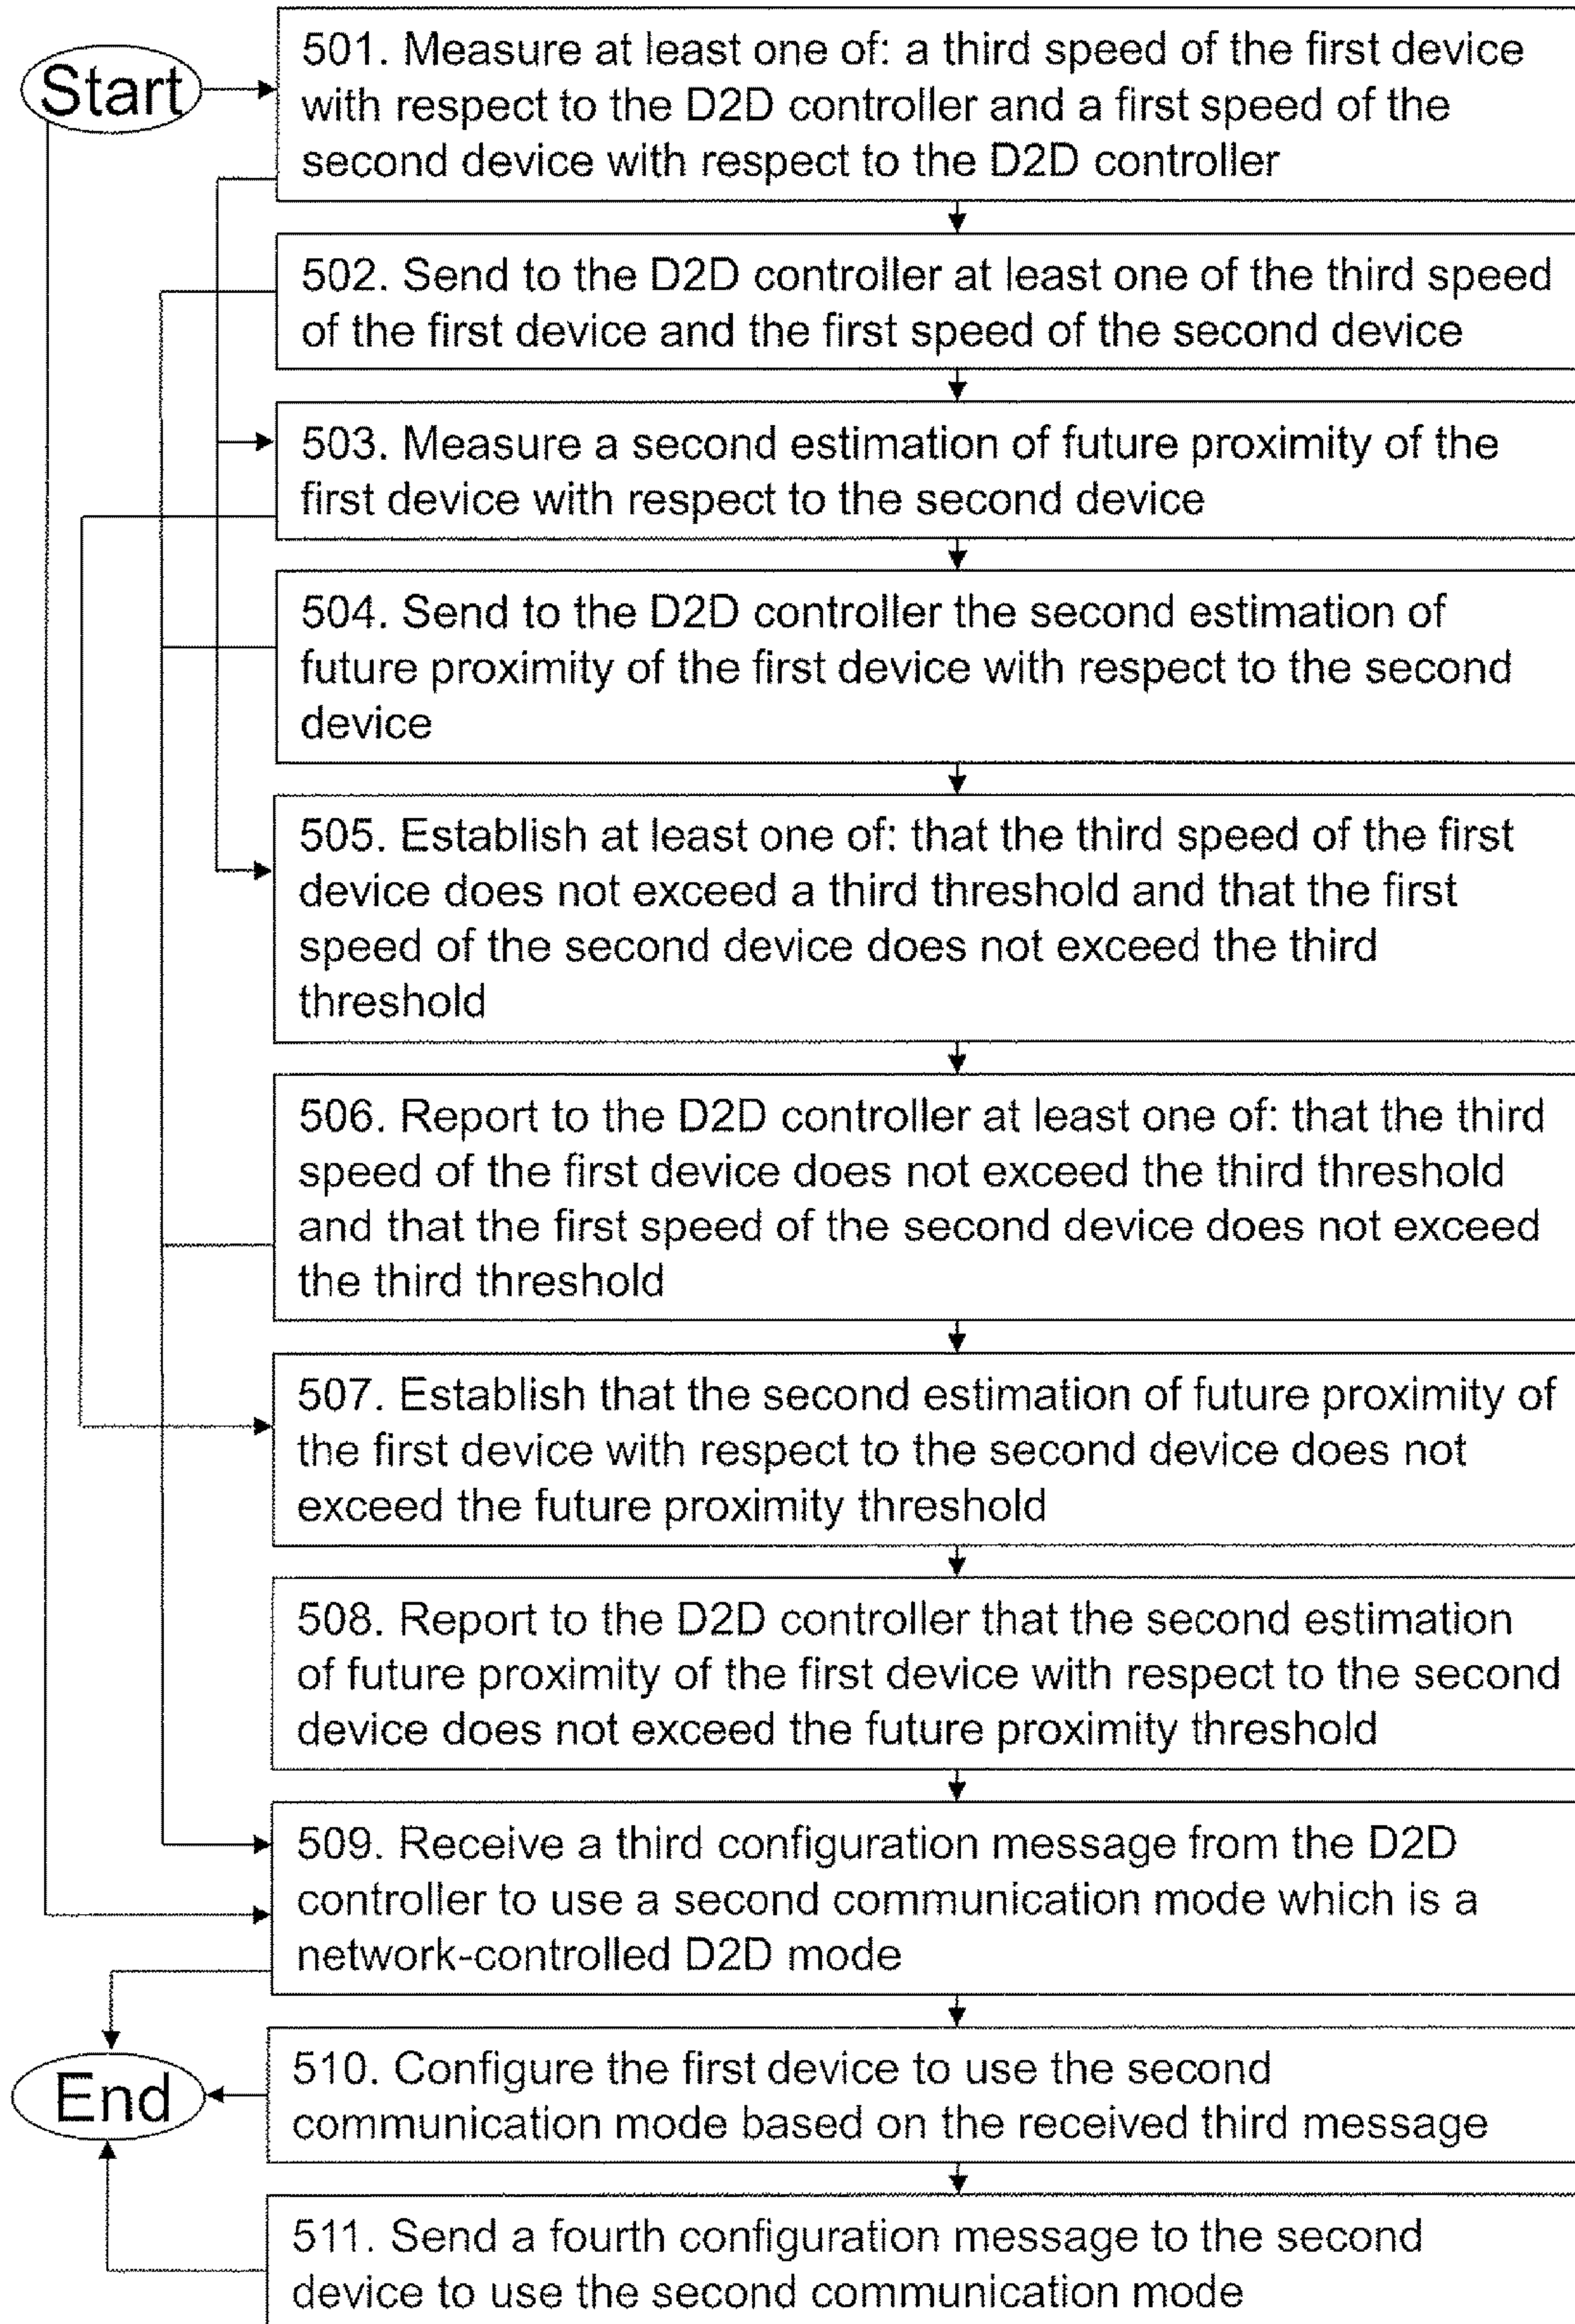 Start
501. Measure at least one of: a third speed of the first device
with respect to the D2D controller and a first speed of the
second device with respect to the D2D controller
502. Send to the D2D controller at least one of the third speed
of the first device and the first speed of the second device
503. Measure a second estimation of future proximity of the
first device with respect to the second device
504. Send to the D2D controller the second estimation of
future proximity of the first device with respect to the second
device
505. Establish at least one of: that the third speed of the first
device does not exceed a third threshold and that the first
speed of the second device does not exceed the third
threshold
506. Report to the D2D controller at least one of: that the third
speed of the first device does not exceed the third threshold
and that the first speed of the second device does not exceed
the third threshold
507. Establish that the second estimation of future proximity of
the first device with respect to the second device does not
exceed the future proximity threshold
508. Report to the D2D controller that the second estimation
of future proximity of the first device with respect to the second
device does not exceed the future proximity threshold
509. Receive a third configuration message from the D2D
controller to use a second communication mode which is a
network-controlled D2D mode
End
510. Configure the first device to use the second
communication mode based on the received third message
511. Send a fourth configuration message to the second
device to use the second communication mode